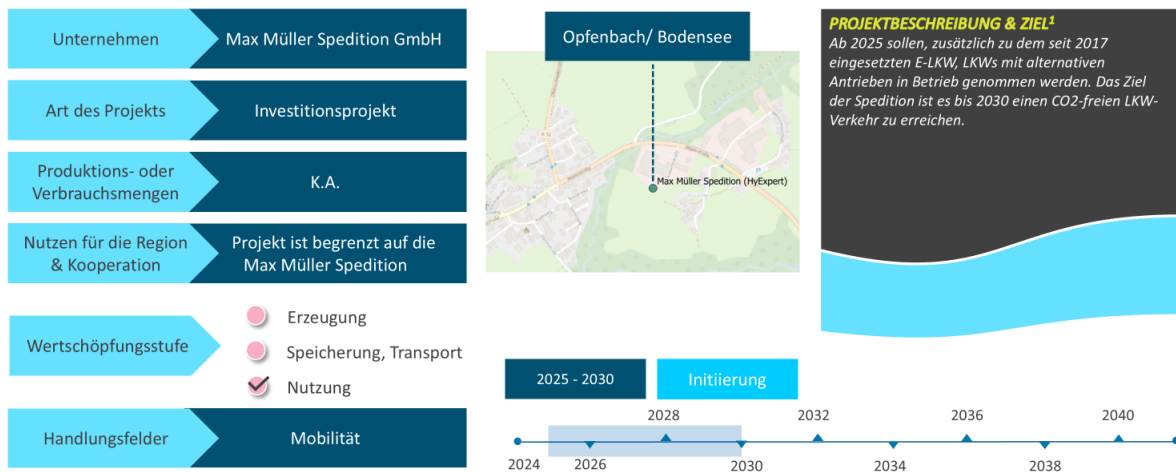 Unternehmen
Max Müller Spedition GmbH
Art des Projekts
Investitionsprojekt
Produktions- oder
Verbrauchsmengen
K.A.
Nutzen für die Region
& Kooperation
Projekt ist begrenzt auf die
Max Müller Spedition
Wertschöpfungsstufe
Erzeugung
Speicherung, Transport
Nutzung
Handlungsfelder
Mobilität
Opfenbach/ Bodensee
Max Müller Spedition (HyExpert)
PROJEKTBESCHREIBUNG & ZIEL¹
Ab 2025 sollen, zusätzlich zu dem seit 2017
eingesetzten E-LKW, LKWs mit alternativen
Antrieben in Betrieb genommen werden. Das Ziel
der Spedition ist es bis 2030 einen CO2-freien LKW-
Verkehr zu erreichen.
2025 - 2030
Initiierung
2028
2032
2036
2040
2024
2026
2030
2034
2038